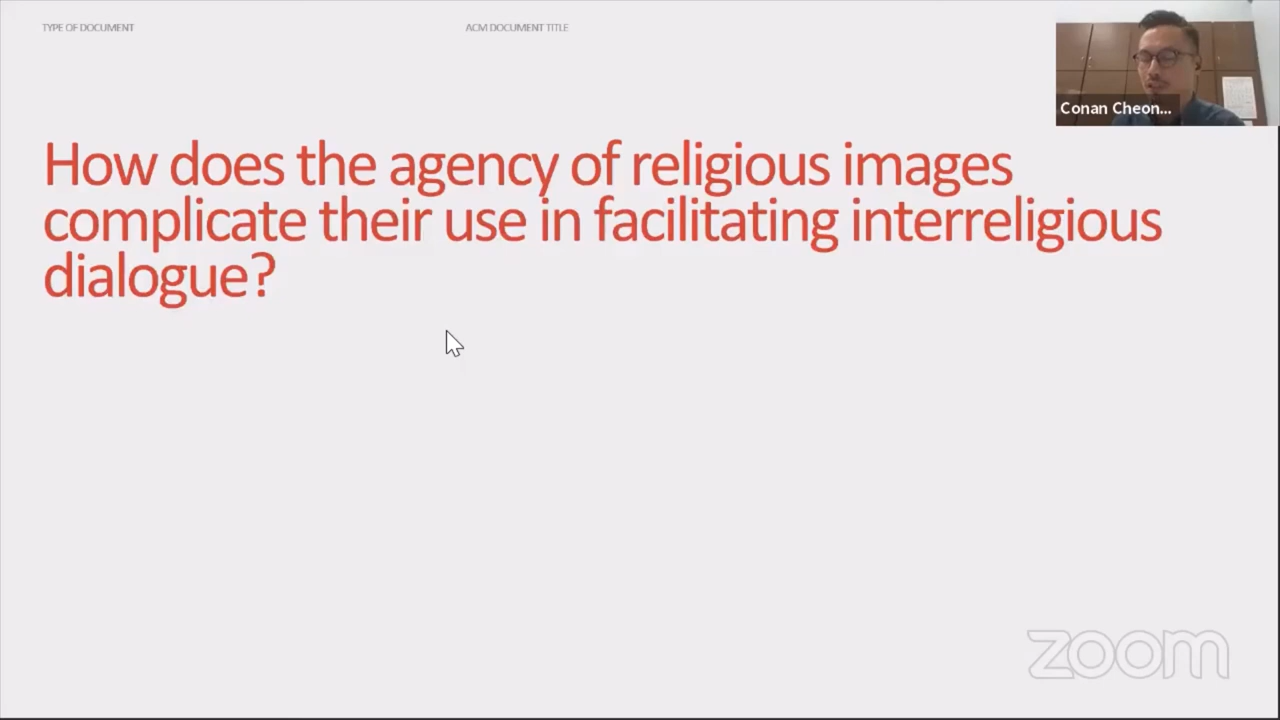 TYPE OF DOCUMENT
ACM DOCUMENT TITLE
Conan Cheon...
How does the agency of religious images
complicate their use in facilitating interreligious
dialogue?
zoom